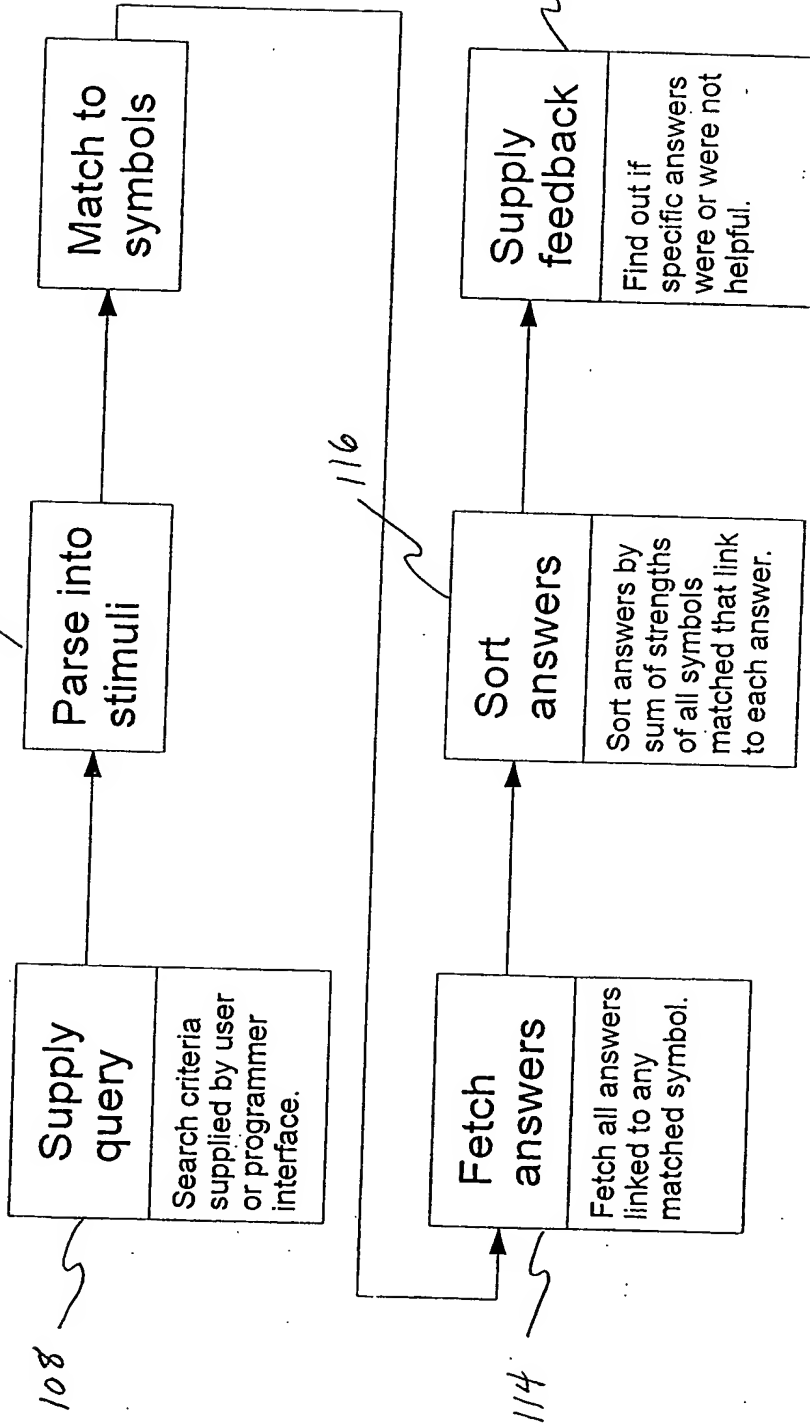 108
Supply
query
Search criteria
supplied by user
or programmer
interface.
Parse into
stimuli
Match to
symbols
114
Fetch
answers
Fetch all answers
linked to any
matched symbol.
116
Sort
answers
Sort answers by
sum of strengths
of all symbols
matched that link
to each answer.
Supply
feedback
Find out if
specific answers
were or were not
helpful.